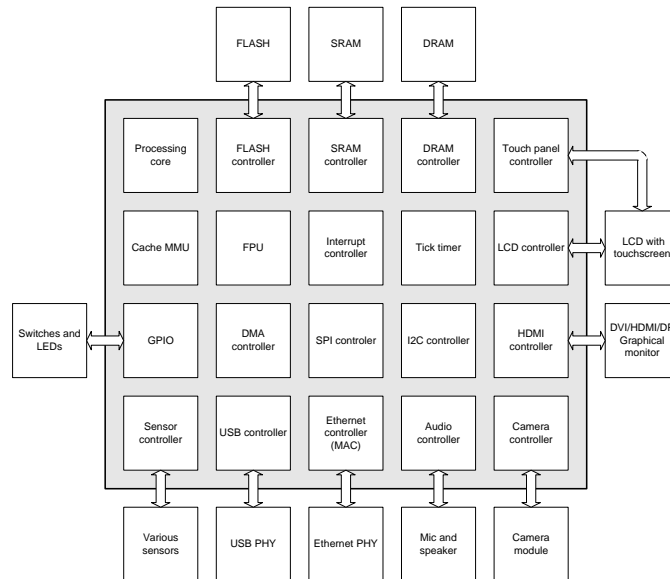 FLASH
SRAM
DRAM
Processing
core
FLASH
controller
SRAM
controller
DRAM
controller
Touch panel
controller
Cache MMU
FPU
Interrupt
controller
Tick timer
LCD controller
LCD with
touchscreen
Switches and
LEDs
GPIO
DMA
controller
SPI controler
I2C controller
HDMI
controller
DVI/HDMI/DP
Graphical
monitor
Sensor
controller
USB controller
Ethernet
controller
(MAC)
Audio
controller
Camera
controller
Various
sensors
USB PHY
Ethernet PHY
Mic and
speaker
Camera
module